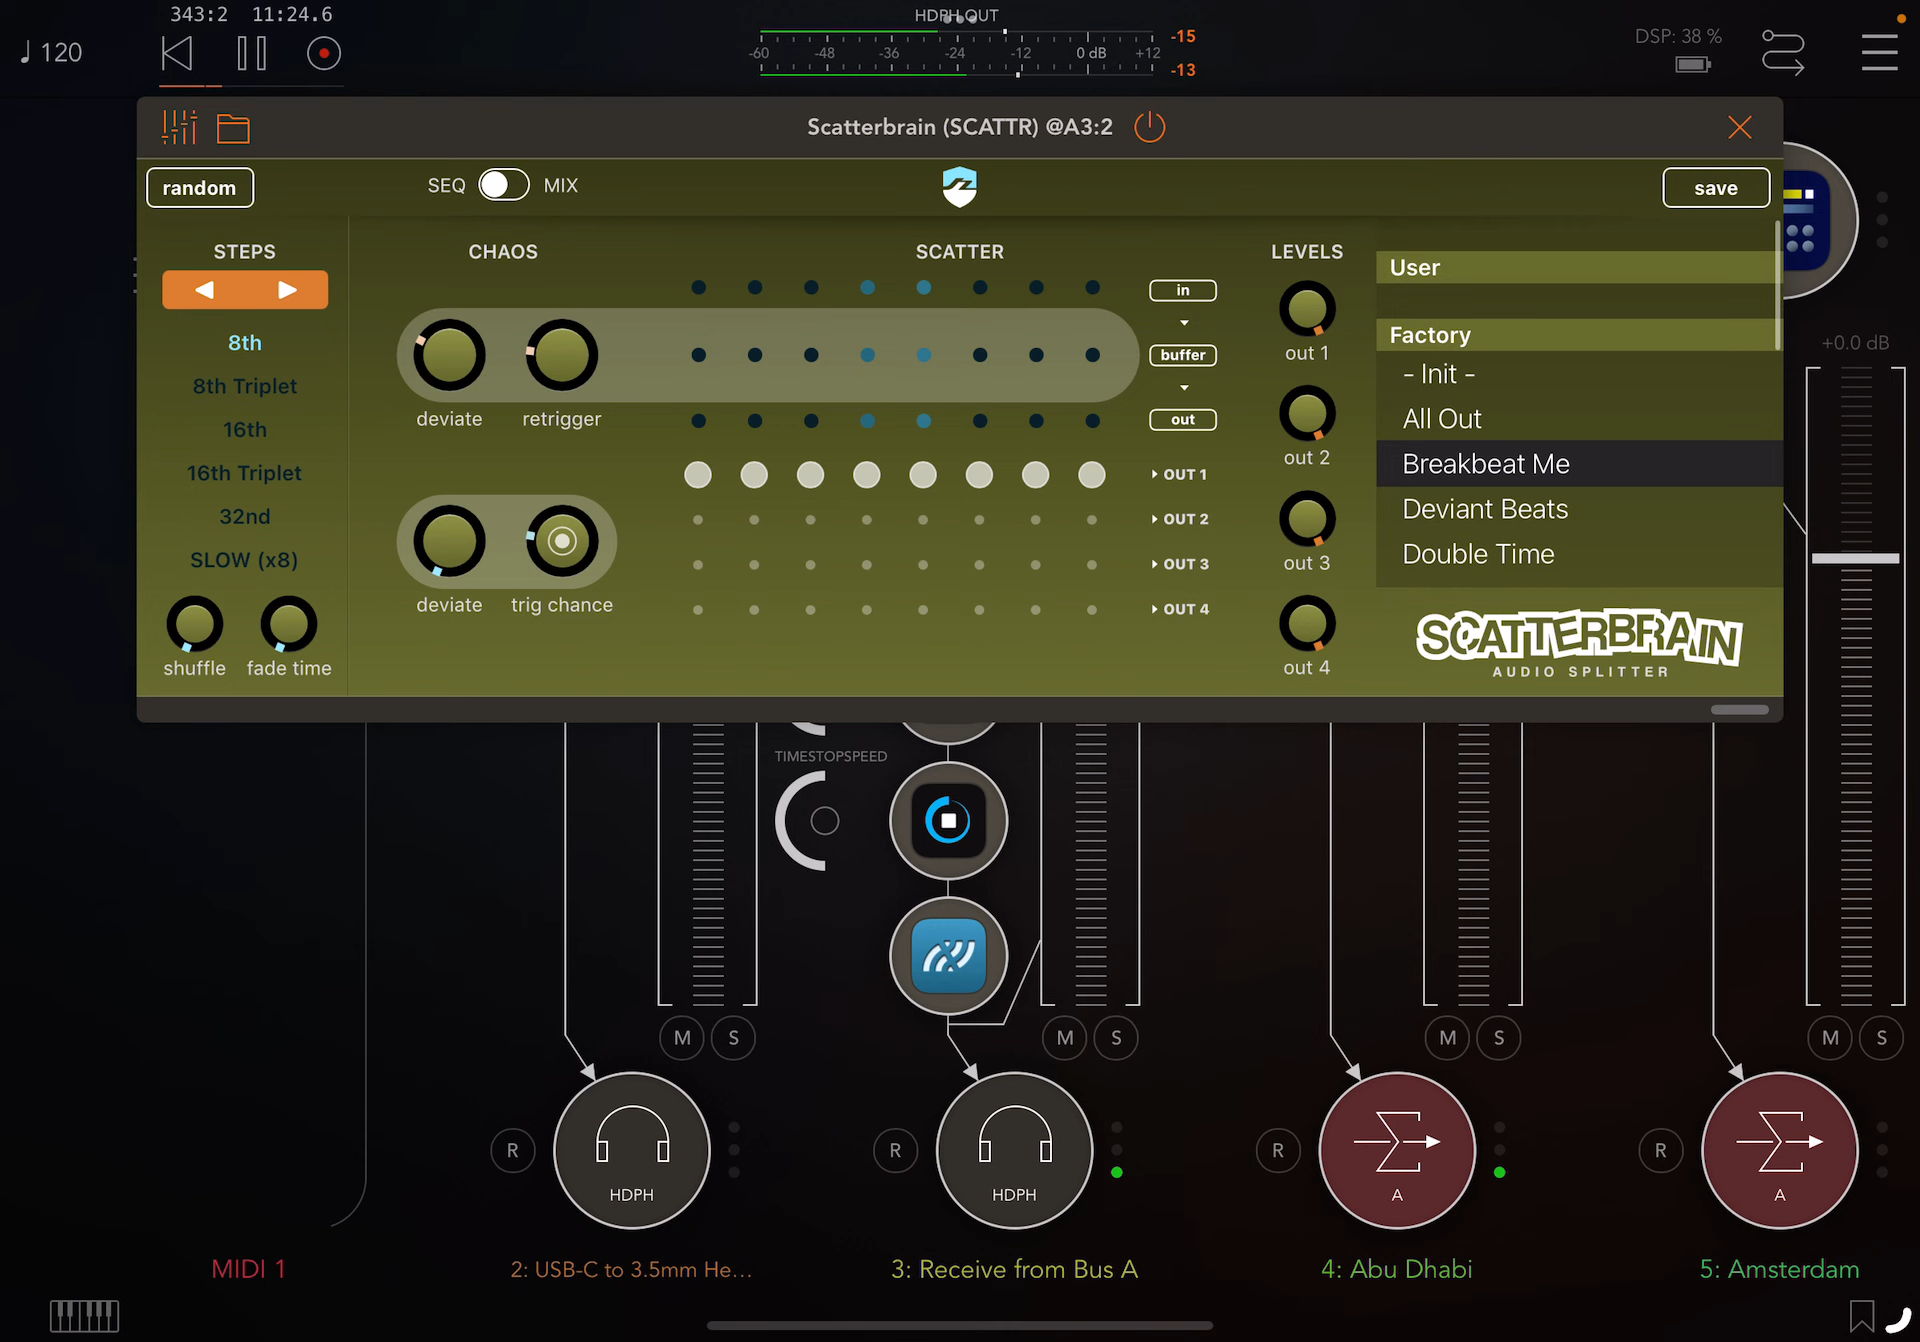 343:2 11:24.6
120
HDPH OUT
-60 -48 -36 -24 -12 0 dB +12
-15
-13
DSP: 38 %
Scatterbrain (SCATTR) @A3:2
random
SEQ MIX
save
STEPS
8th
8th Triplet
16th
16th Triplet
32nd
SLOW (x8)
shuffle fade time
CHAOS
deviate retrigger
deviate trig chance
SCATTER
in
buffer
out
OUT 1
OUT 2
OUT 3
OUT 4
LEVELS
out 1
out 2
out 3
out 4
User
Factory
- Init -
All Out
Breakbeat Me
Deviant Beats
Double Time
SCATTERBRAIN
AUDIO SPLITTER
+0.0 dB
TIMESTOPSPEED
M S M S M S M S
R HDPH R HDPH R A R A
MIDI 1 2: USB-C to 3.5mm He... 3: Receive from Bus A 4: Abu Dhabi 5: Amsterdam